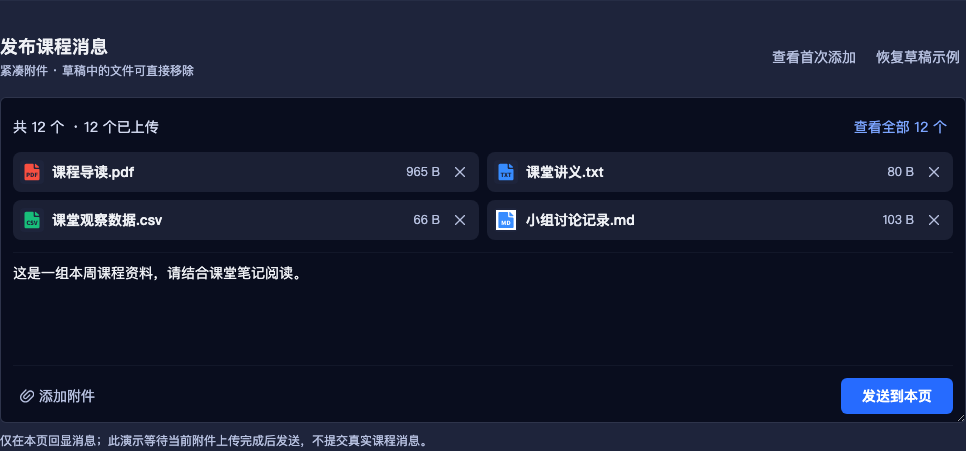 发布课程消息
紧凑附件 · 草稿中的文件可直接移除
查看首次添加 恢复草稿示例
共 12 个 · 12 个已上传 查看全部 12 个
PDF 课程导读.pdf 965 B
TXT 课堂讲义.txt 80 B
CSV 课堂观察数据.csv 66 B
MD 小组讨论记录.md 103 B
这是一组本周课程资料，请结合课堂笔记阅读。
添加附件 发送到本页
仅在本页回显消息；此演示等待当前附件上传完成后发送，不提交真实课程消息。